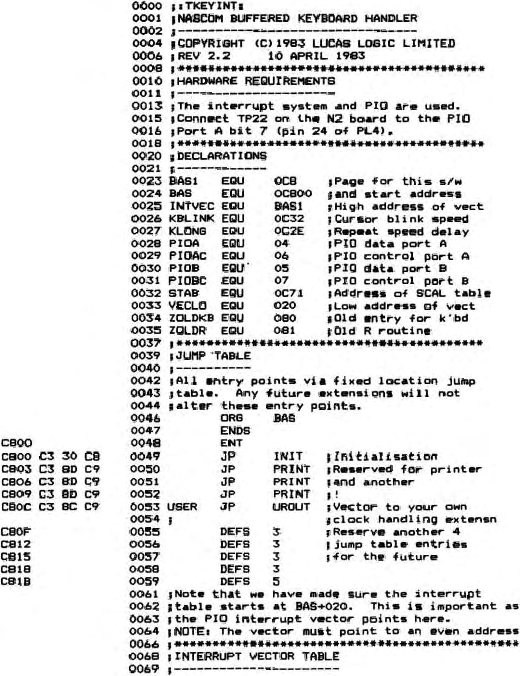 0000 ;:TKEYINT:
               0001 ;NASCOM BUFFERED KEYBOARD HANDLER
               0002 ;---------------------------------
               0004 ;COPYRIGHT (C)1983 LUCAS LOGIC LIMITED
               0006 ;REV 2.2      10 APRIL 1983
               0008 ;******************************************
               0010 ;HARDWARE REQUIREMENTS
               0011 ;---------------------
               0013 ;The interrupt system and PIO are used.
               0015 ;Connect TP22 on the N2 board to the PIO
               0016 ;Port A bit 7 (pin 24 of PL4).
               0018 ;******************************************
               0020 ;DECLARATIONS
               0021 ;------------
               0023 BAS1   EQU    0C8    ;Page for this s/w
               0024 BAS    EQU    0C800  ;and start address
               0025 INTVEC EQU    BAS1   ;High address of vect
               0026 KBLINK EQU    0C32   ;Cursor blink speed
               0027 KLONG  EQU    0C2E   ;Repeat speed delay
               0028 PIOA   EQU    04     ;PIO data port A
               0029 PIOAC  EQU    06     ;PIO control port A
               0030 PIOB   EQU    05     ;PIO data port B
               0031 PIOBC  EQU    07     ;PIO control port B
               0032 STAB   EQU    0C71   ;Address of SCAL table
               0033 VECLO  EQU    020    ;Low address of vect
               0034 ZOLDKB EQU    080    ;Old entry for k'bd
               0035 ZOLDR  EQU    081    ;Old R routine
               0037 ;******************************************
               0039 ;JUMP TABLE
               0040 ;----------
               0042 ;All entry points via fixed location jump
               0043 ;table.  Any future extensions will not
               0044 ;alter these entry points.
               0046        ORG    BAS
               0047        ENDS
C800           0048        ENT
C800 C3 30 C8  0049        JP     INIT   ;Initialisation
C803 C3 8D C9  0050        JP     PRINT  ;Reserved for printer
C806 C3 8D C9  0051        JP     PRINT  ;and another
C809 C3 8D C9  0052        JP     PRINT  ;!
C80C C3 8C C9  0053 USER   JP     UROUT  ;Vector to your own
               0054 ;                    ;clock handling extensn
C80F           0055        DEFS   3      ;Reserve another 4
C812           0056        DEFS   3      ;jump table entries
C815           0057        DEFS   3      ;for the future
C818           0058        DEFS   3
C81B           0059        DEFS   5
               0061 ;Note that we have made sure the interrupt
               0062 ;table starts at BAS+020.  This is important as
               0063 ;the PIO interrupt vector points here.
               0064 ;NOTE: The vector must point to an even address
               0066 ;**********************************************
               0068 ;INTERRUPT VECTOR TABLE
               0069 ;----------------------